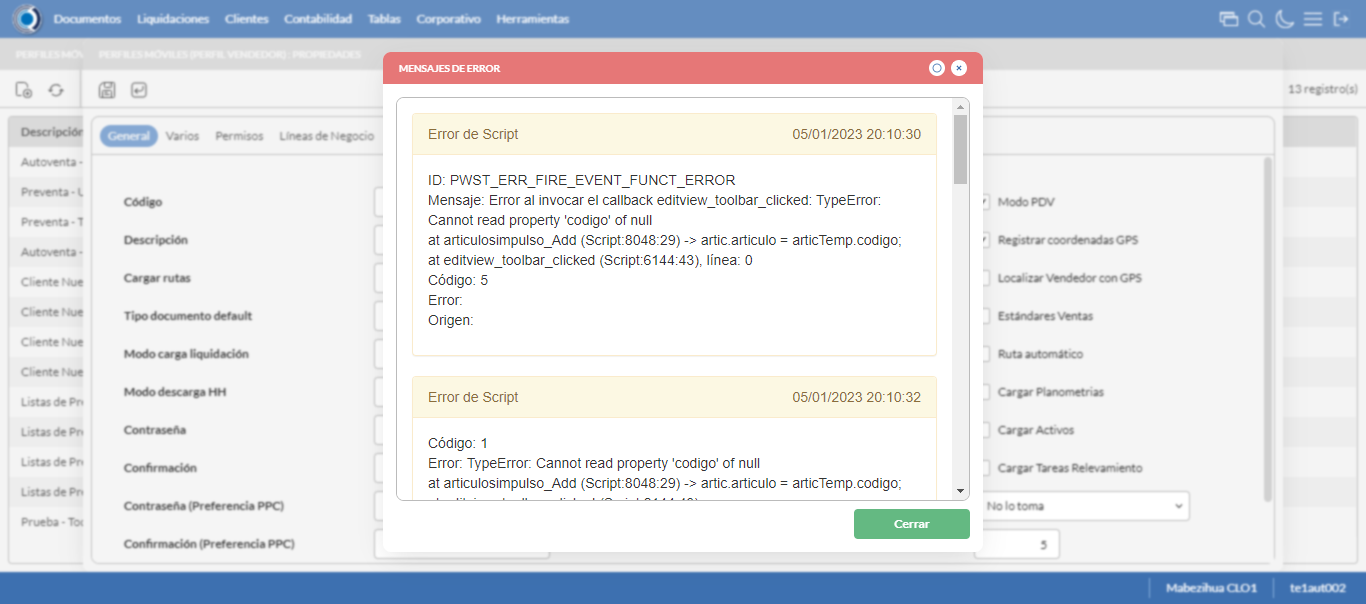 Documentos Liquidaciones Clientes Contabilidad Tablas Corporativo Herramientas
PERFILES MÓV PERFILES MÓVILES (PERFIL VENDEDOR) : PROPIEDADES
MENSAJES DE ERROR
13 registro(s)
Error de Script 05/01/2023 20:10:30
ID: PWST_ERR_FIRE_EVENT_FUNCT_ERROR
Mensaje: Error al invocar el callback editview_toolbar_clicked: TypeError:
Cannot read property 'codigo' of null
at articulosimpulso_Add (Script:8048:29) -> artic.articulo = articTemp.codigo;
at editview_toolbar_clicked (Script:6144:43), línea: 0
Código: 5
Error:
Origen:
Error de Script 05/01/2023 20:10:32
Código: 1
Error: TypeError: Cannot read property 'codigo' of null
at articulosimpulso_Add (Script:8048:29) -> artic.articulo = articTemp.codigo;
Cerrar
Descripción
Autoventa -
Preventa - U
Preventa - T
Autoventa -
Cliente Nue
Cliente Nue
Cliente Nue
Cliente Nue
Listas de Pr
Listas de Pr
Listas de Pr
Listas de Pr
Prueba - Too
General Varios Permisos Líneas de Negocio
Código
Descripción
Cargar rutas
Tipo documento default
Modo carga liquidación
Modo descarga HH
Contraseña
Confirmación
Contraseña (Preferencia PPC)
Confirmación (Preferencia PPC)
Modo PDV
Registrar coordenadas GPS
Localizar Vendedor con GPS
Estándares Ventas
Ruta automático
Cargar Planometrias
Cargar Activos
Cargar Tareas Relevamiento
No lo toma
5
Mabezihua CLO1 te1aut002